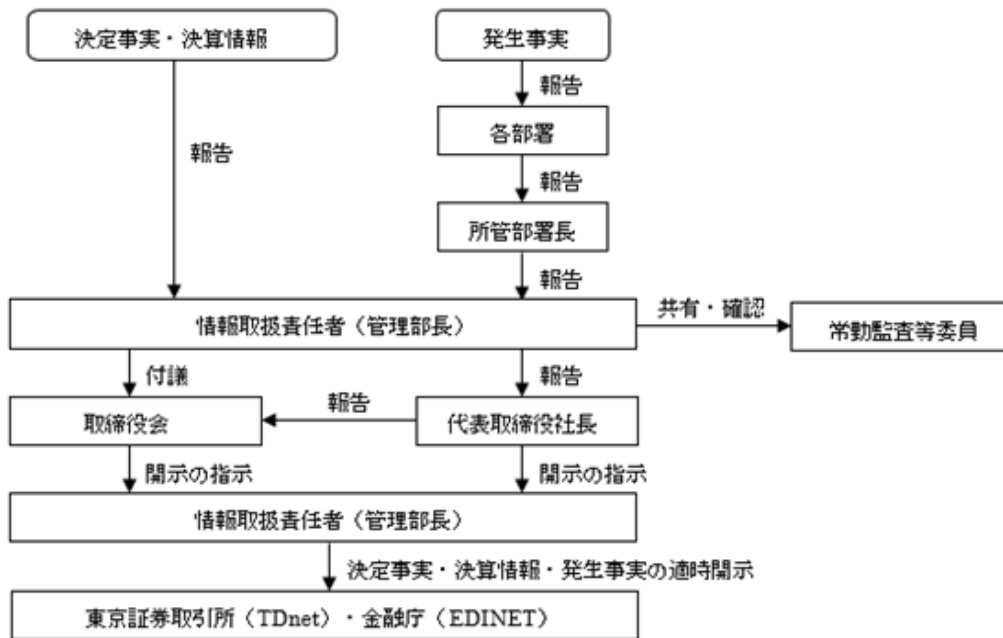 決定事実・決算情報
発生事実
報告
各部署
報告
報告
所管部署長
報告
情報取扱責任者（管理部長）
共有・確認
常勤監査等委員
付議
報告
取締役会
報告
代表取締役社長
開示の指示
開示の指示
情報取扱責任者（管理部長）
決定事実・決算情報・発生事実の適時開示
東京証券取引所（TDnet）・金融庁（EDINET）